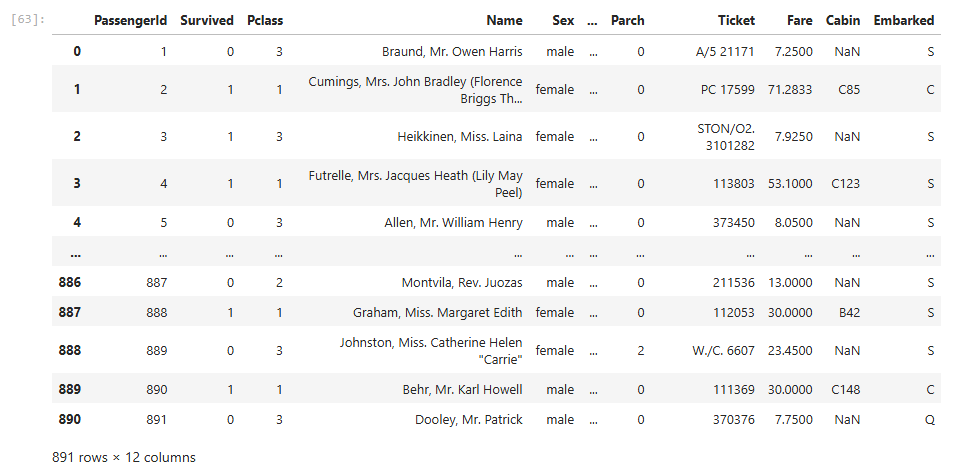 [63]:
PassengerId Survived Pclass Name Sex ... Parch Ticket Fare Cabin Embarked
0 1 0 3 Braund, Mr. Owen Harris male ... 0 A/5 21171 7.2500 NaN S
1 2 1 1 Cumings, Mrs. John Bradley (Florence
Briggs Th... female ... 0 PC 17599 71.2833 C85 C
2 3 1 3 Heikkinen, Miss. Laina female ... 0 STON/O2.
3101282 7.9250 NaN S
3 4 1 1 Futrelle, Mrs. Jacques Heath (Lily May
Peel) female ... 0 113803 53.1000 C123 S
4 5 0 3 Allen, Mr. William Henry male ... 0 373450 8.0500 NaN S
... ... ... ... ... ... ... ... ... ... ... ...
886 887 0 2 Montvila, Rev. Juozas male ... 0 211536 13.0000 NaN S
887 888 1 1 Graham, Miss. Margaret Edith female ... 0 112053 30.0000 B42 S
888 889 0 3 Johnston, Miss. Catherine Helen
"Carrie" female ... 2 W./C. 6607 23.4500 NaN S
889 890 1 1 Behr, Mr. Karl Howell male ... 0 111369 30.0000 C148 C
890 891 0 3 Dooley, Mr. Patrick male ... 0 370376 7.7500 NaN Q
891 rows × 12 columns